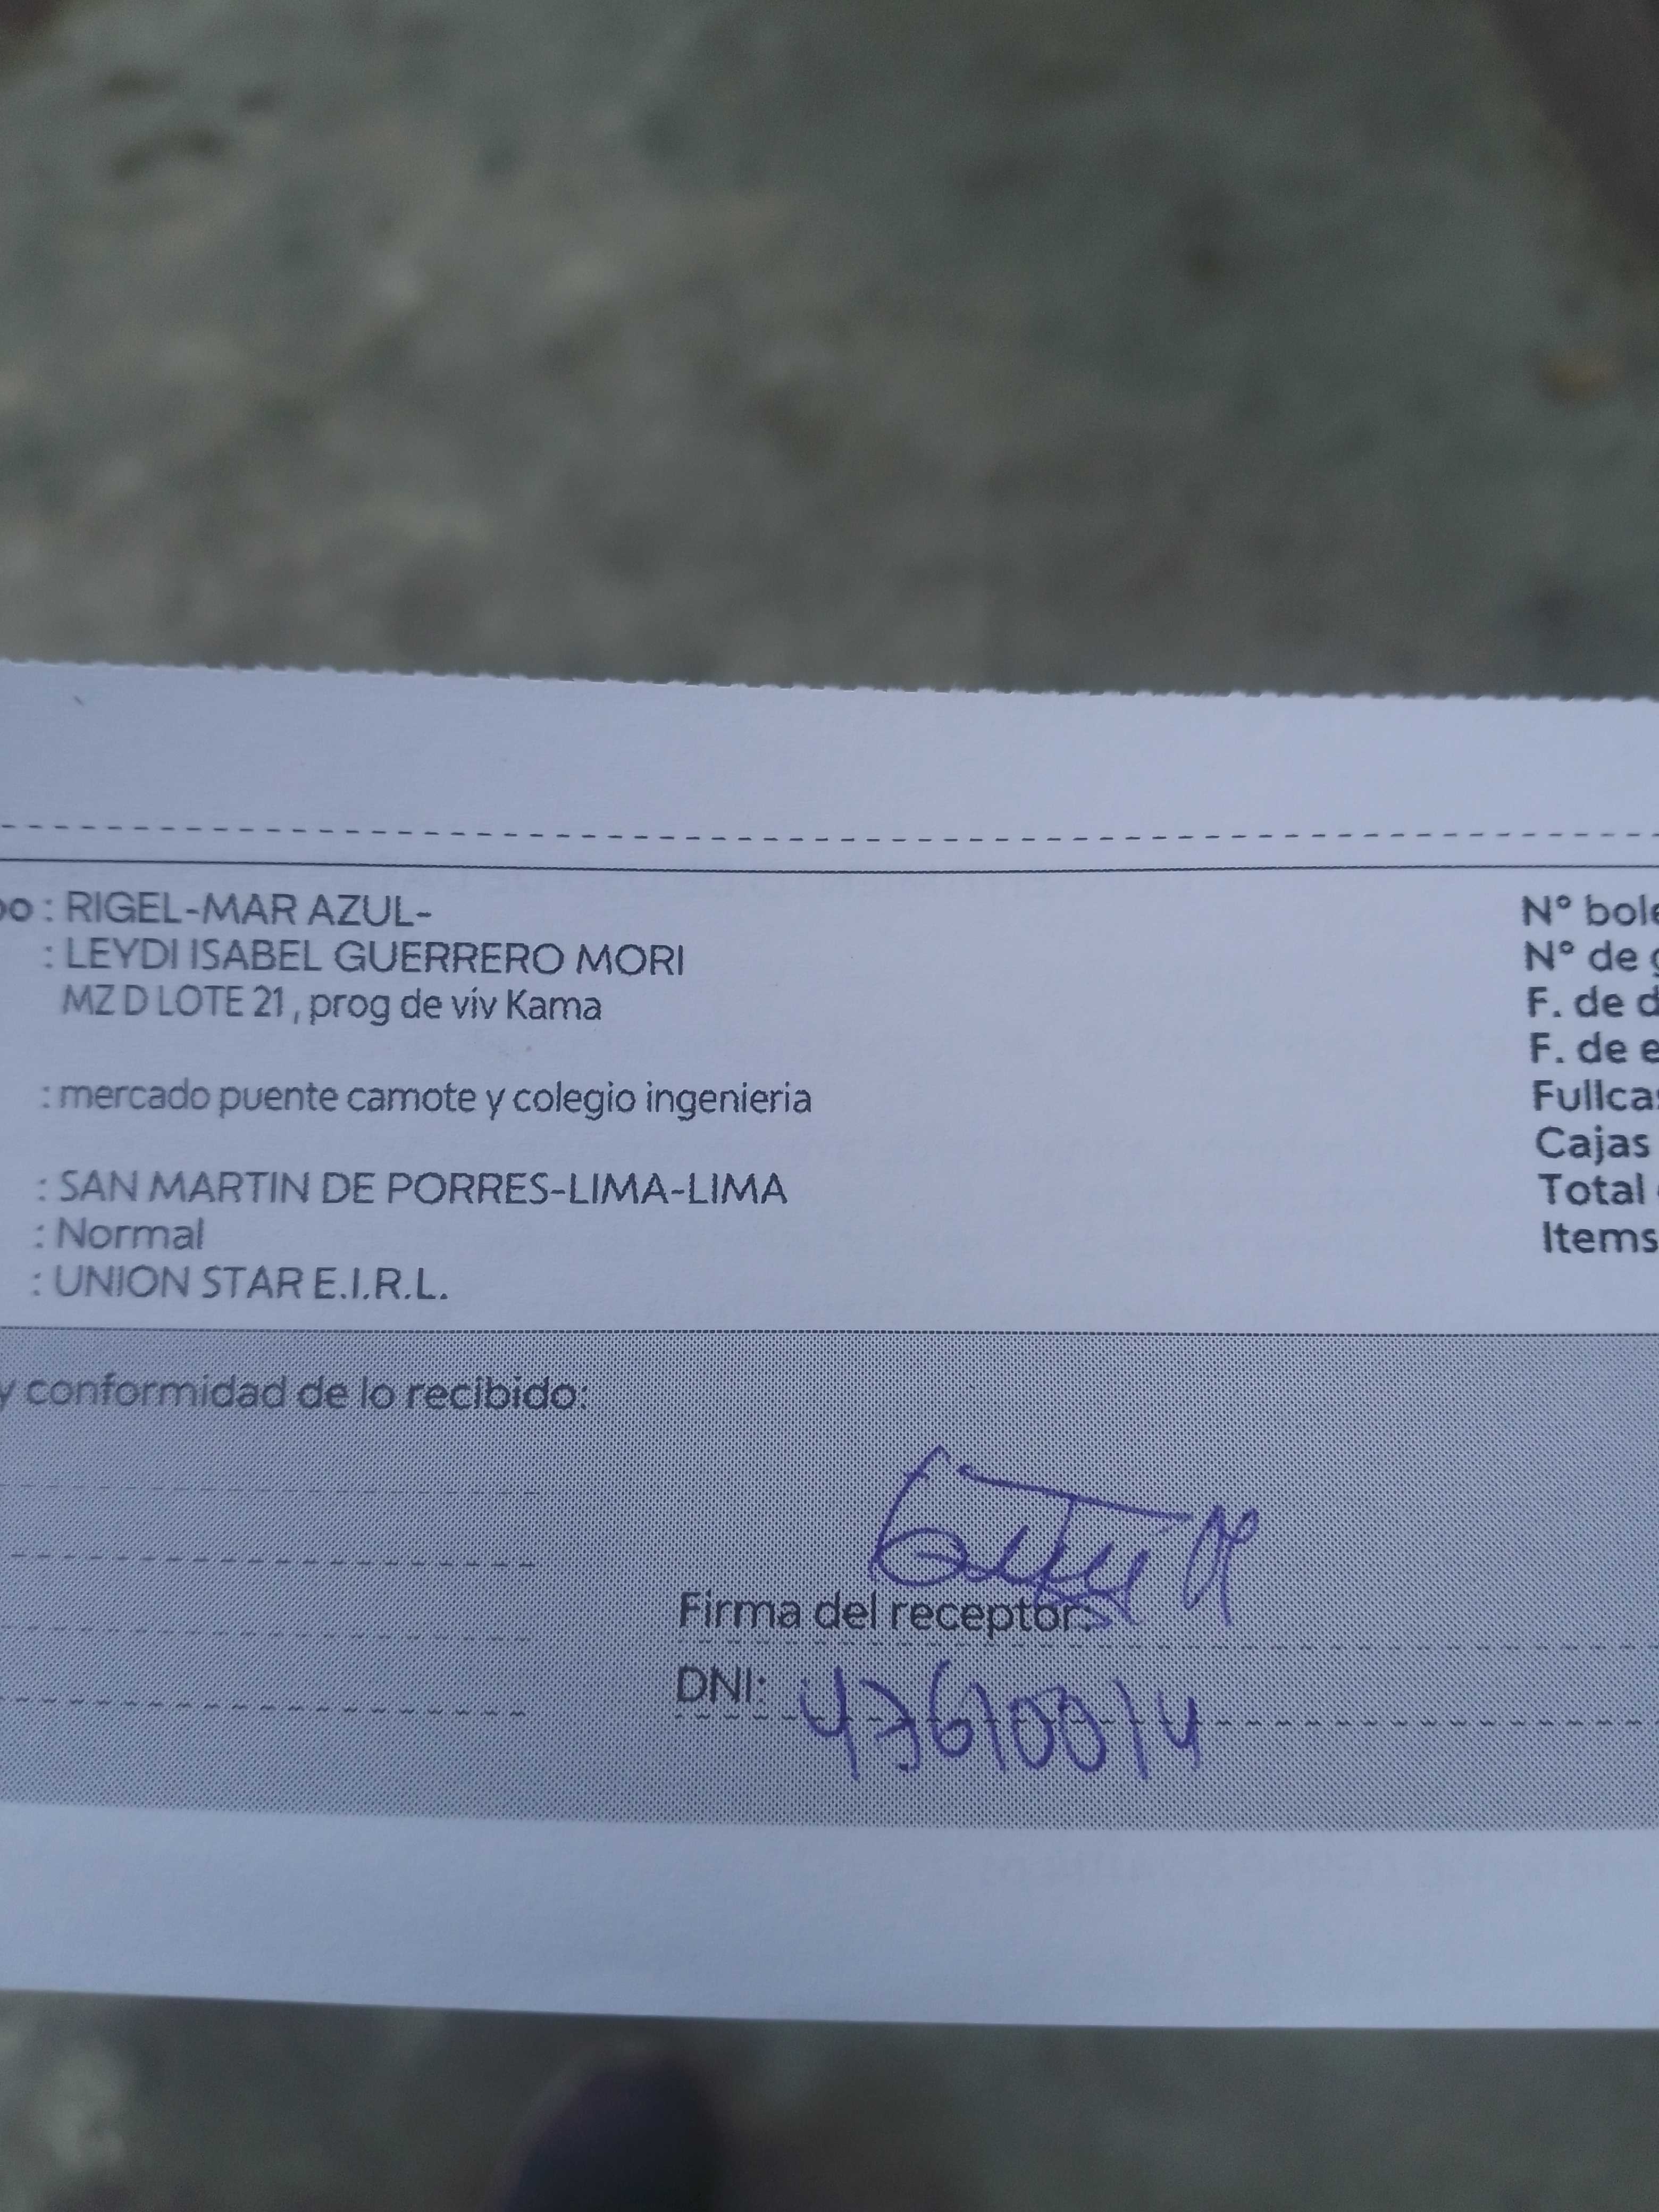 po : RIGEL-MAR AZUL-
: LEYDI ISABEL GUERRERO MORI
MZ D LOTE 21, prog de viv Kama
: mercado puente camote y colegio ingenieria
: SAN MARTIN DE PORRES-LIMA-LIMA
: Normal
: UNION STAR E.I.R.L.
N° bole
N° de g
F. de d
F. de e
Fullcas
Cajas
Total
Items
y conformidad de lo recibido:
Firma del receptor:
DNI: 47610014